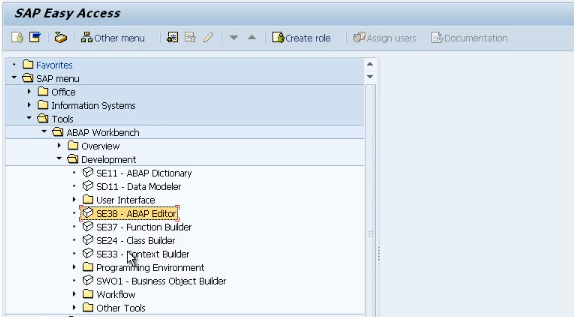 SAP Easy Access
Other menu Create role Assign users Documentation
Favorites
SAP menu
Office
Information Systems
Tools
ABAP Workbench
Overview
Development
SE11 - ABAP Dictionary
SD11 - Data Modeler
User Interface
SE38 - ABAP Editor
SE37 - Function Builder
SE24 - Class Builder
SE33 - Context Builder
Programming Environment
SWO1 - Business Object Builder
Workflow
Other Tools